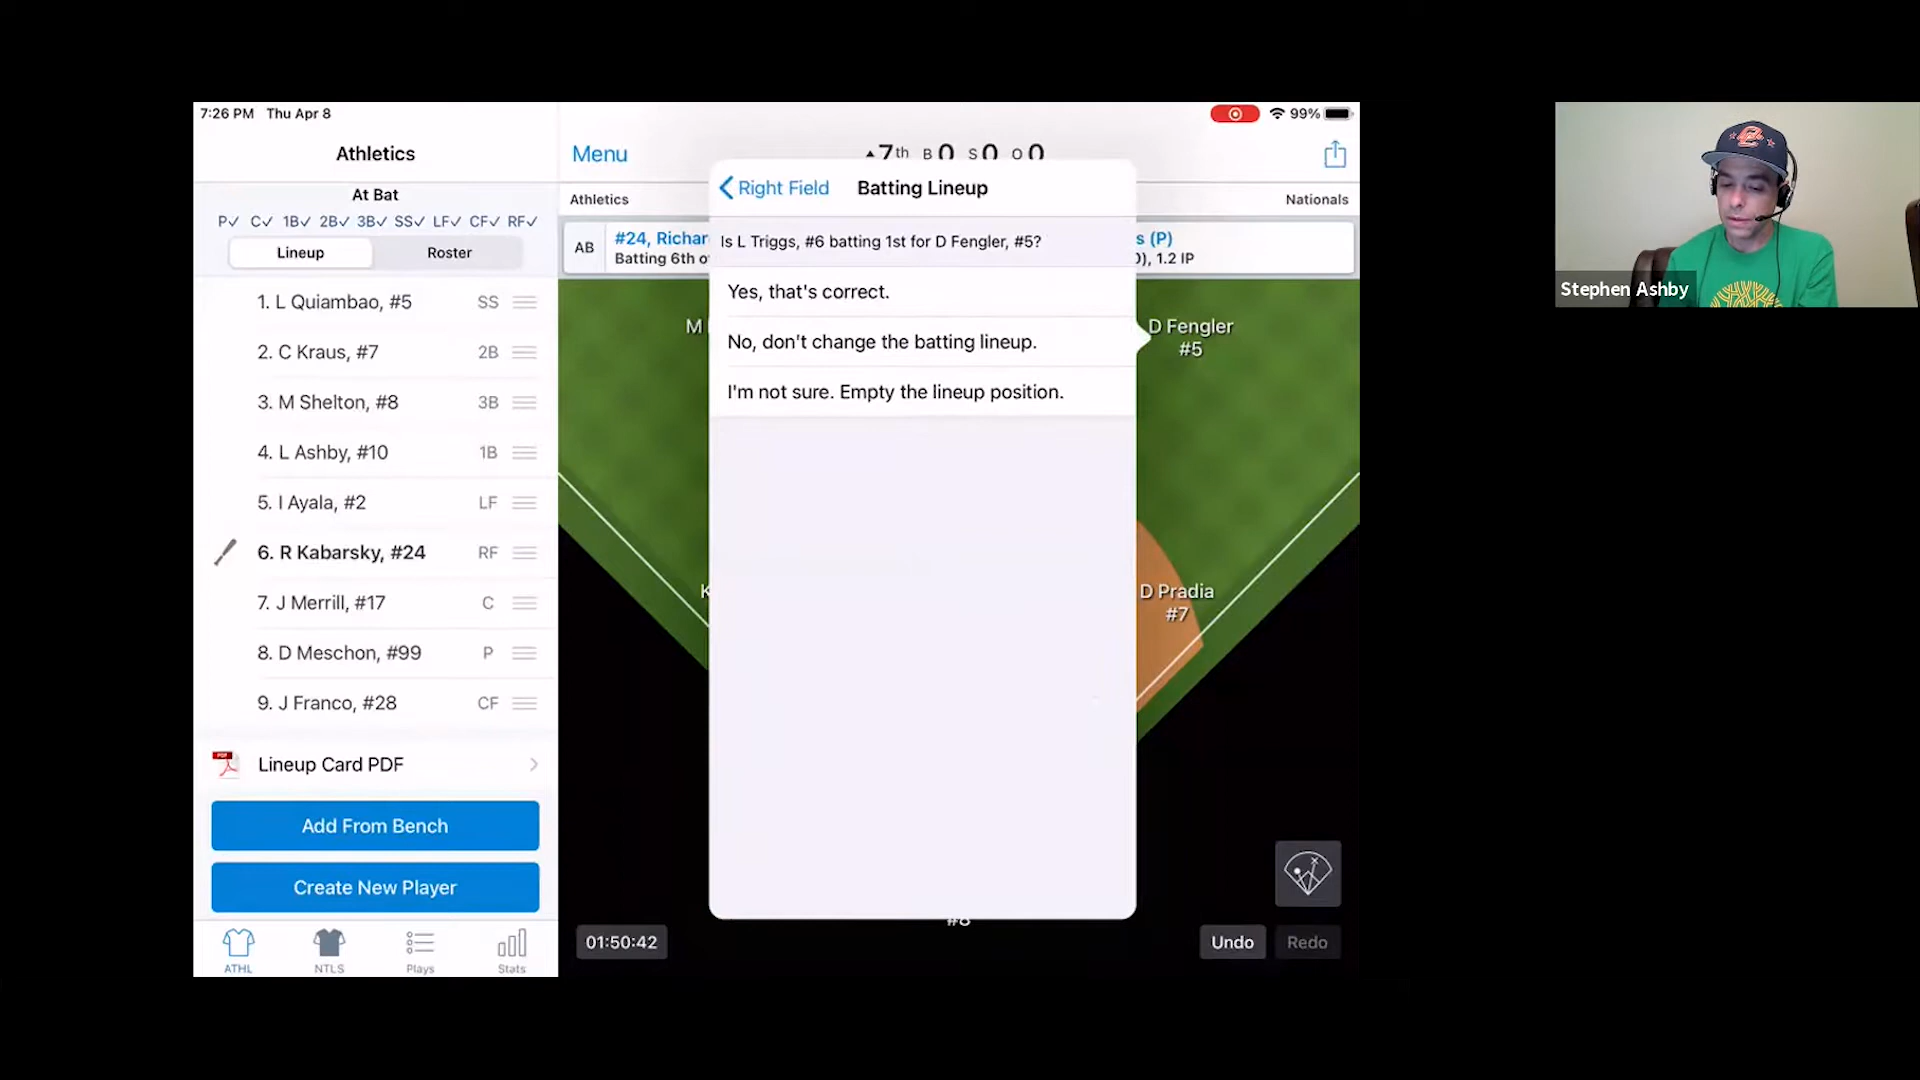 7:26 PM Thu Apr 8
99%
Athletics
At Bat
P✓ C✓ 1B✓ 2B✓ 3B✓ SS✓ LF✓ CF✓ RF✓
Lineup Roster
1. L Quiambao, #5 SS
2. C Kraus, #7 2B
3. M Shelton, #8 3B
4. L Ashby, #10 1B
5. I Ayala, #2 LF
6. R Kabarsky, #24 RF
7. J Merrill, #17 C
8. D Meschon, #99 P
9. J Franco, #28 CF
PDF
Lineup Card PDF
Add From Bench
Create New Player
ATHL NTLS Plays Stats
Menu
▲7th B 0 S 0 O 0
Athletics Nationals
AB
#24, Richar
Batting 6th o
s (P)
), 1.2 IP
Right Field Batting Lineup
Is L Triggs, #6 batting 1st for D Fengler, #5?
Yes, that's correct.
No, don't change the batting lineup.
I'm not sure. Empty the lineup position.
M
D Fengler
#5
K
D Pradia
#7
#8
01:50:42
Undo Redo
Stephen Ashby